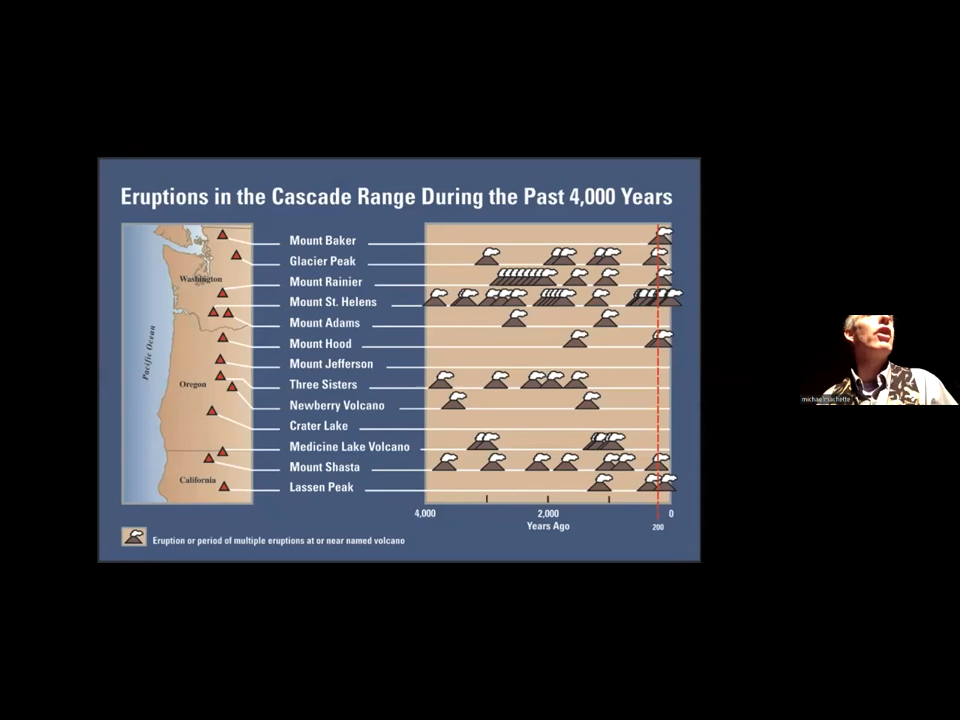 Eruptions in the Cascade Range During the Past 4,000 Years
Washington
Pacific Ocean
Oregon
California
Mount Baker
Glacier Peak
Mount Rainier
Mount St. Helens
Mount Adams
Mount Hood
Mount Jefferson
Three Sisters
Newberry Volcano
Crater Lake
Medicine Lake Volcano
Mount Shasta
Lassen Peak
4,000
2,000
0
Years Ago
200
Eruption or period of multiple eruptions at or near named volcano